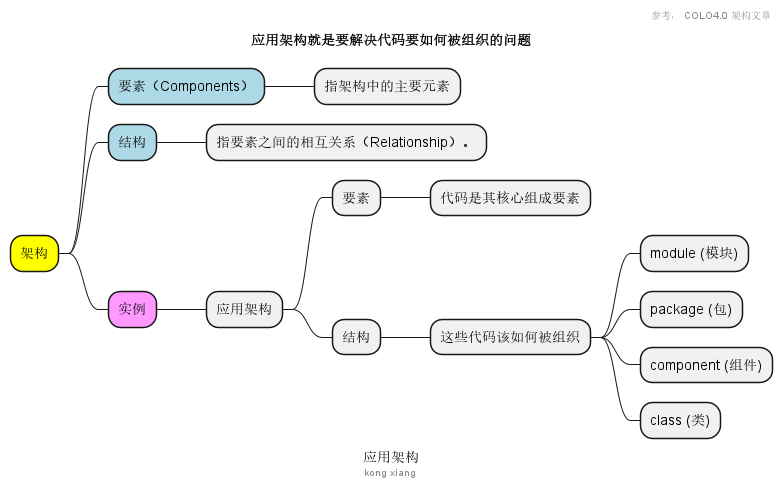 参考： COLO4.0 架构文章
应用架构就是要解决代码要如何被组织的问题
要素（Components）
指架构中的主要元素
结构
指要素之间的相互关系（Relationship）。
要素
代码是其核心组成要素
架构
module (模块)
实例
应用架构
package (包)
结构
这些代码该如何被组织
component (组件)
class (类)
应用架构
kong xiang